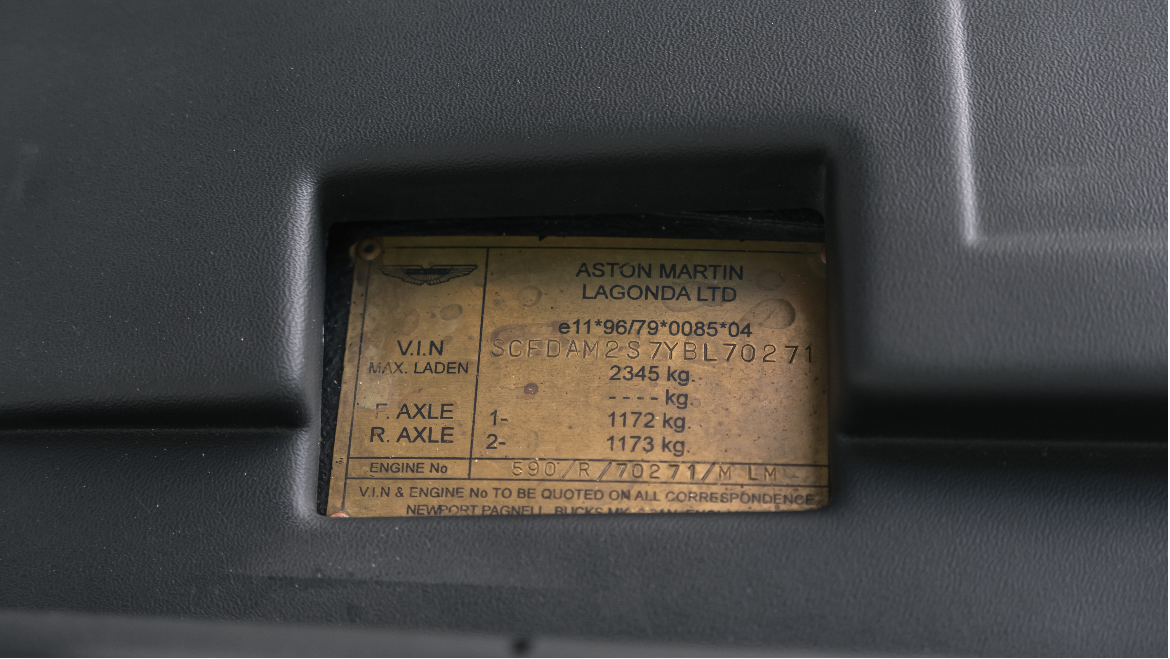 ASTON MARTIN
LAGONDA LTD
e11*96/79*0085*04
V.I.N SCFDAM2S7YBL70271
MAX. LADEN 2345 kg.
---- kg.
F. AXLE 1- 1172 kg.
R. AXLE 2- 1173 kg.
ENGINE No 590/R/70271/M LM
V.I.N & ENGINE No TO BE QUOTED ON ALL CORRESPONDENCE
NEWPORT PAGNELL, BUCKS MK